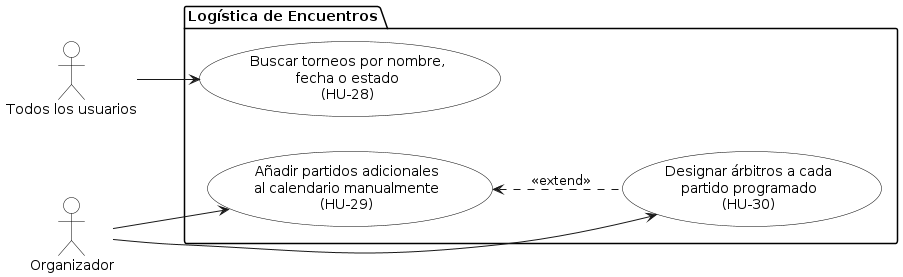 Logística de Encuentros
Buscar torneos por nombre,
fecha o estado
(HU-28)
Todos los usuarios
Añadir partidos adicionales
al calendario manualmente
(HU-29)
«extend»
Designar árbitros a cada
partido programado
(HU-30)
Organizador